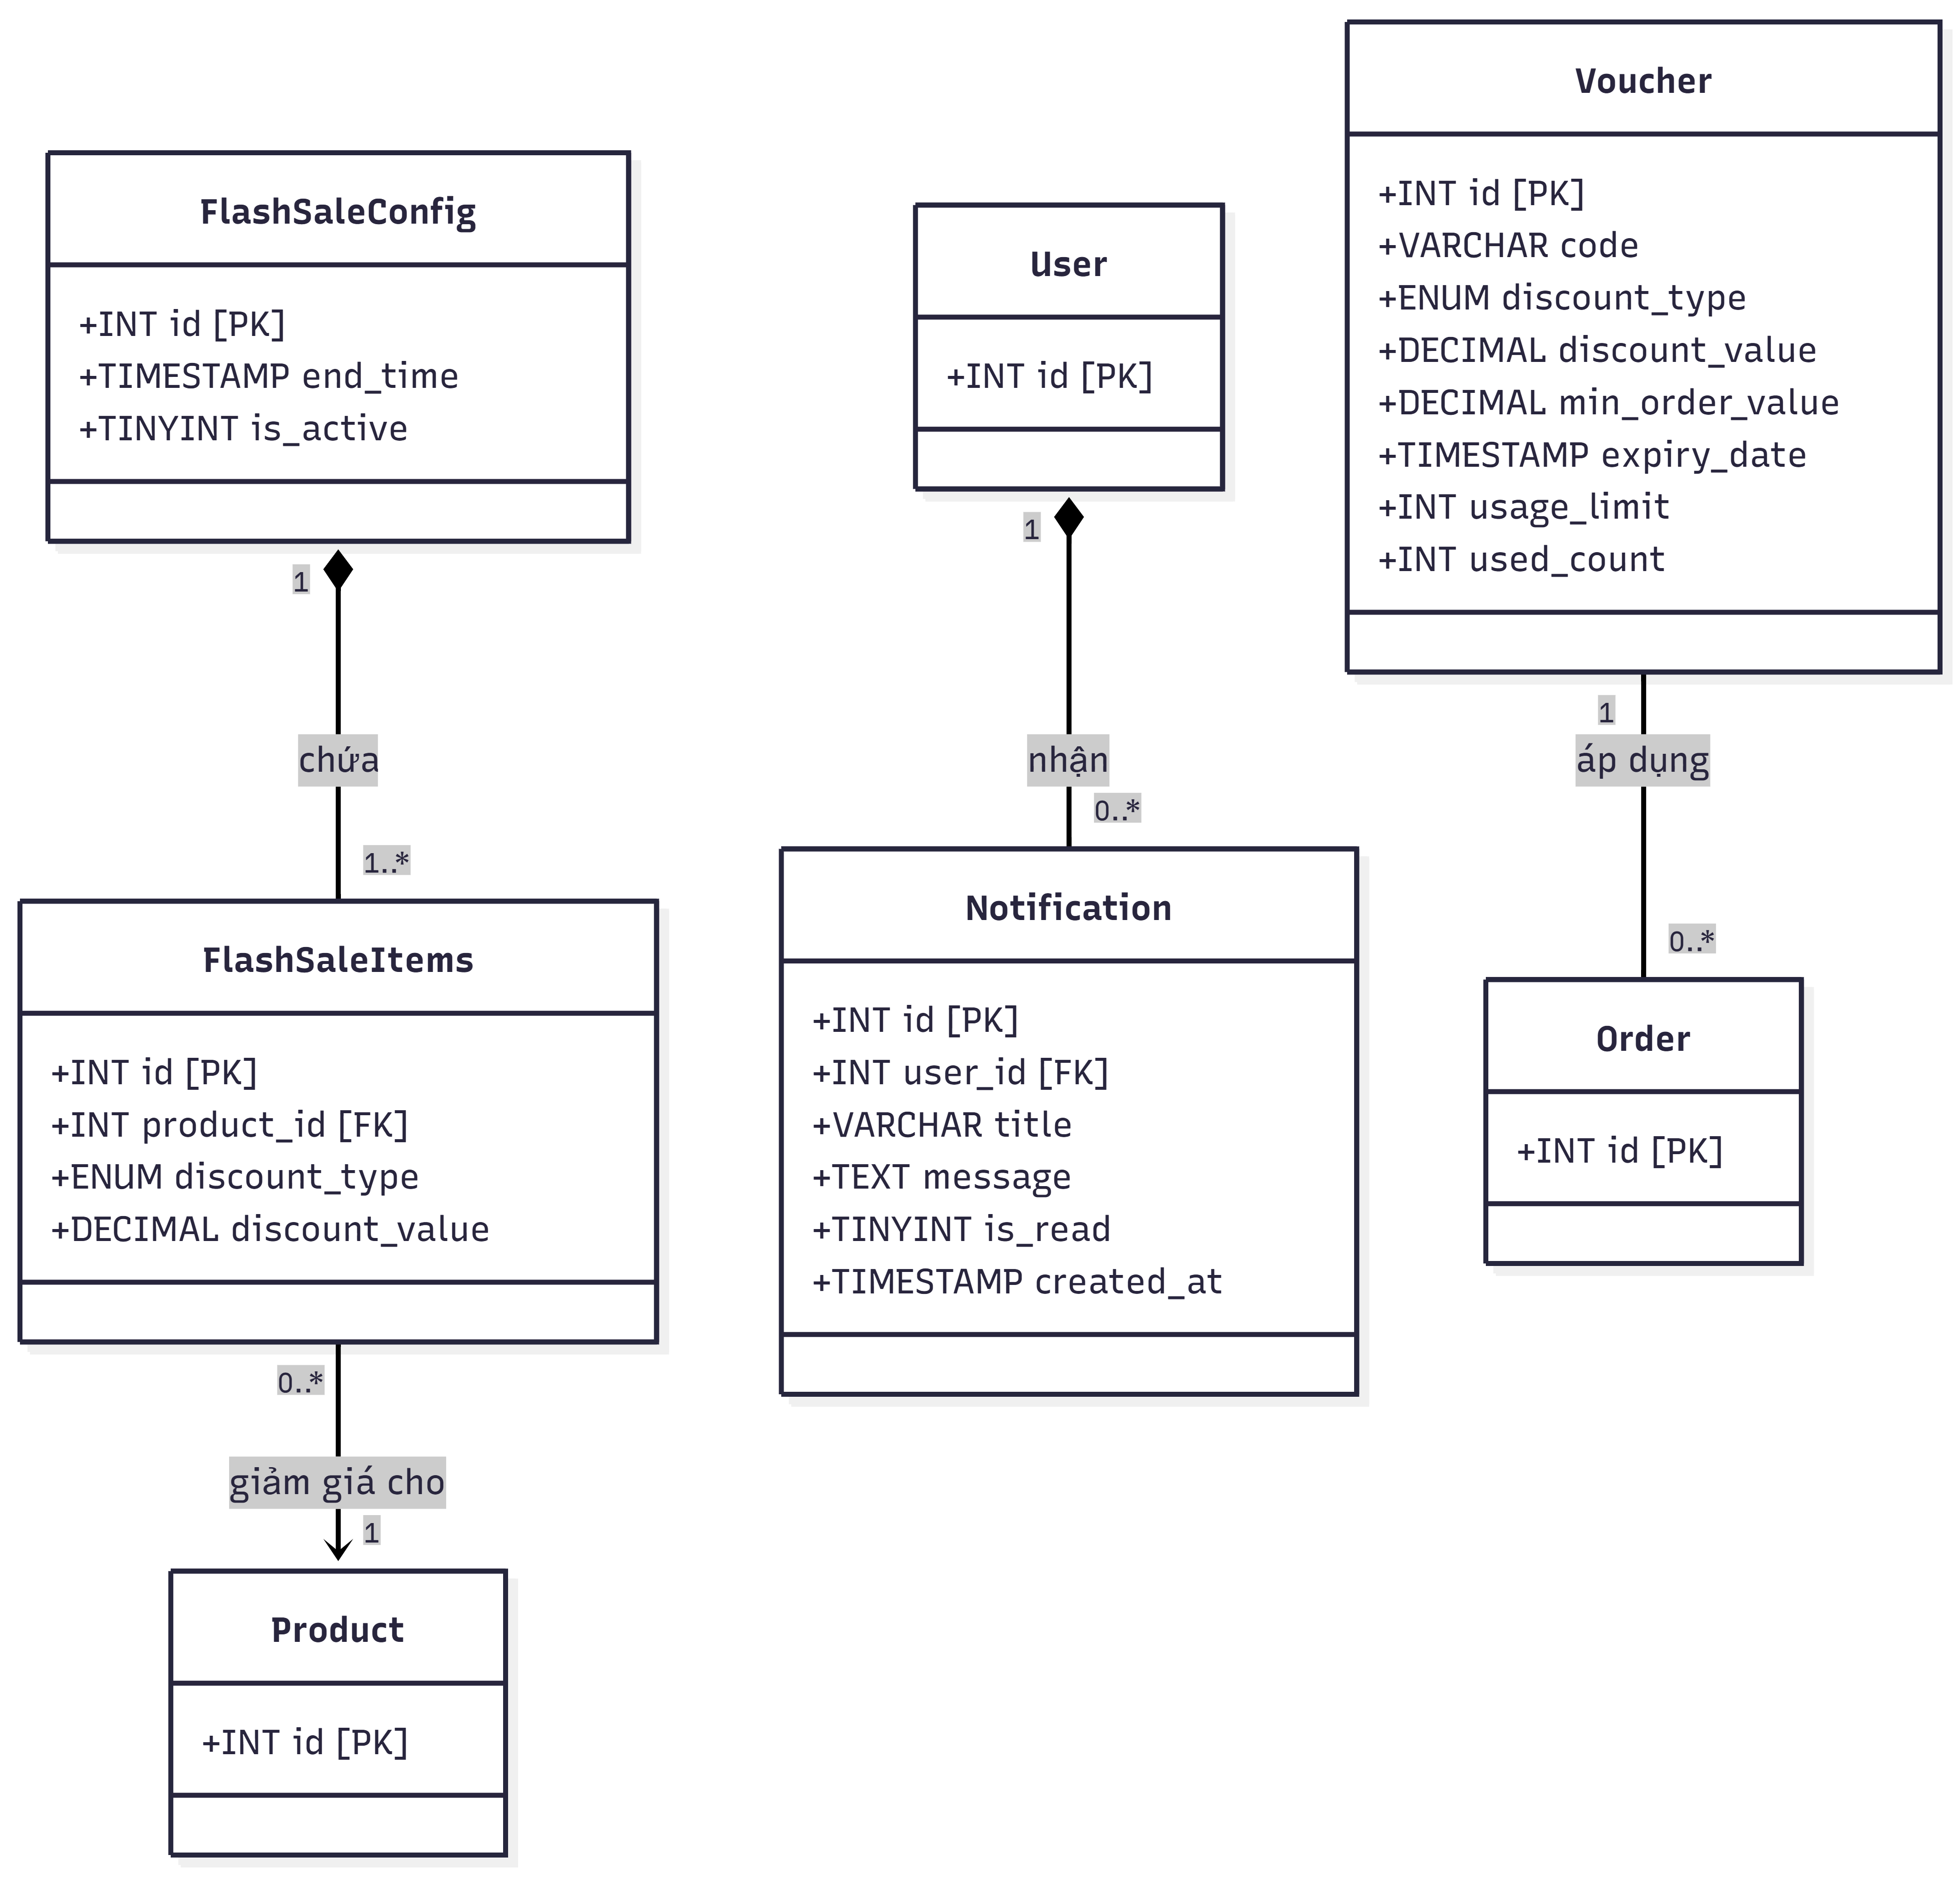 FlashSaleConfig
+INT id [PK]
+TIMESTAMP end_time
+TINYINT is_active
1
chứa
1..*
FlashSaleItems
+INT id [PK]
+INT product_id [FK]
+ENUM discount_type
+DECIMAL discount_value
0..*
giảm giá cho
1
Product
+INT id [PK]
User
+INT id [PK]
1
nhận
0..*
Notification
+INT id [PK]
+INT user_id [FK]
+VARCHAR title
+TEXT message
+TINYINT is_read
+TIMESTAMP created_at
Voucher
+INT id [PK]
+VARCHAR code
+ENUM discount_type
+DECIMAL discount_value
+DECIMAL min_order_value
+TIMESTAMP expiry_date
+INT usage_limit
+INT used_count
1
áp dụng
0..*
Order
+INT id [PK]